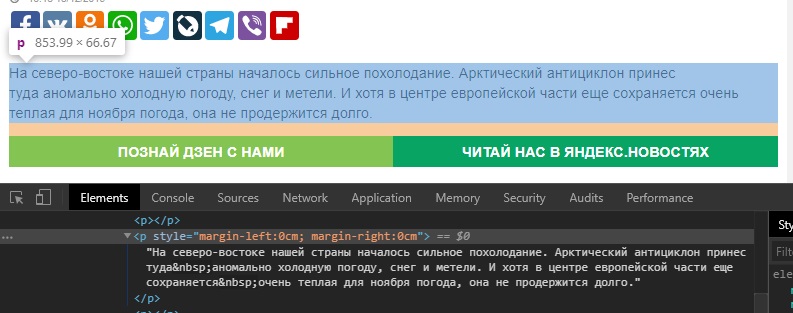 p 853.99 × 66.67
На северо-востоке нашей страны началось сильное похолодание. Арктический антициклон принес
туда аномально холодную погоду, снег и метели. И хотя в центре европейской части еще сохраняется очень
теплая для ноября погода, она не продержится долго.
ПОЗНАЙ ДЗЕН С НАМИ ЧИТАЙ НАС В ЯНДЕКС.НОВОСТЯХ
Elements Console Sources Network Application Memory Security Audits Performance
<p></p>
... <p style="margin-left:0cm; margin-right:0cm"> == $0
"На северо-востоке нашей страны началось сильное похолодание. Арктический антициклон принес
туда&nbsp;аномально холодную погоду, снег и метели. И хотя в центре европейской части еще
сохраняется&nbsp;очень теплая для ноября погода, она не продержится долго."
</p>
Sty
Filte
ele